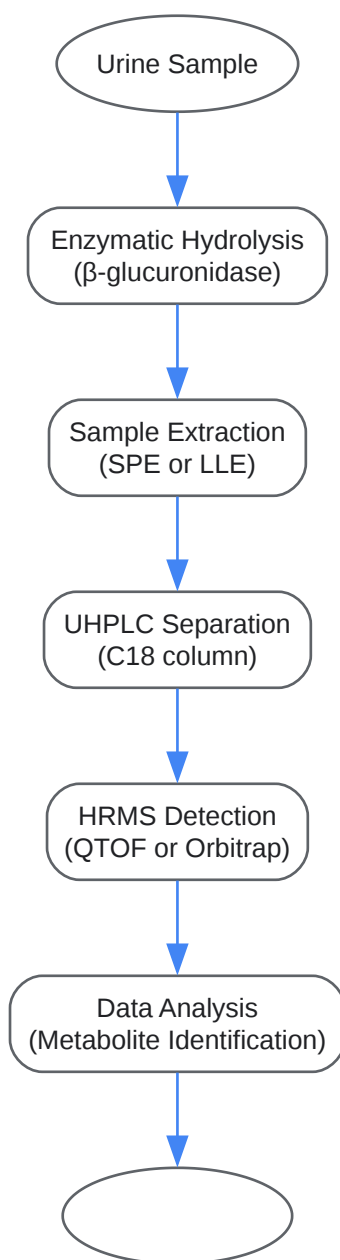 Urine Sample
Enzymatic Hydrolysis
(β-glucuronidase)
Sample Extraction
(SPE or LLE)
UHPLC Separation
(C18 column)
HRMS Detection
(QTOF or Orbitrap)
Data Analysis
(Metabolite Identification)